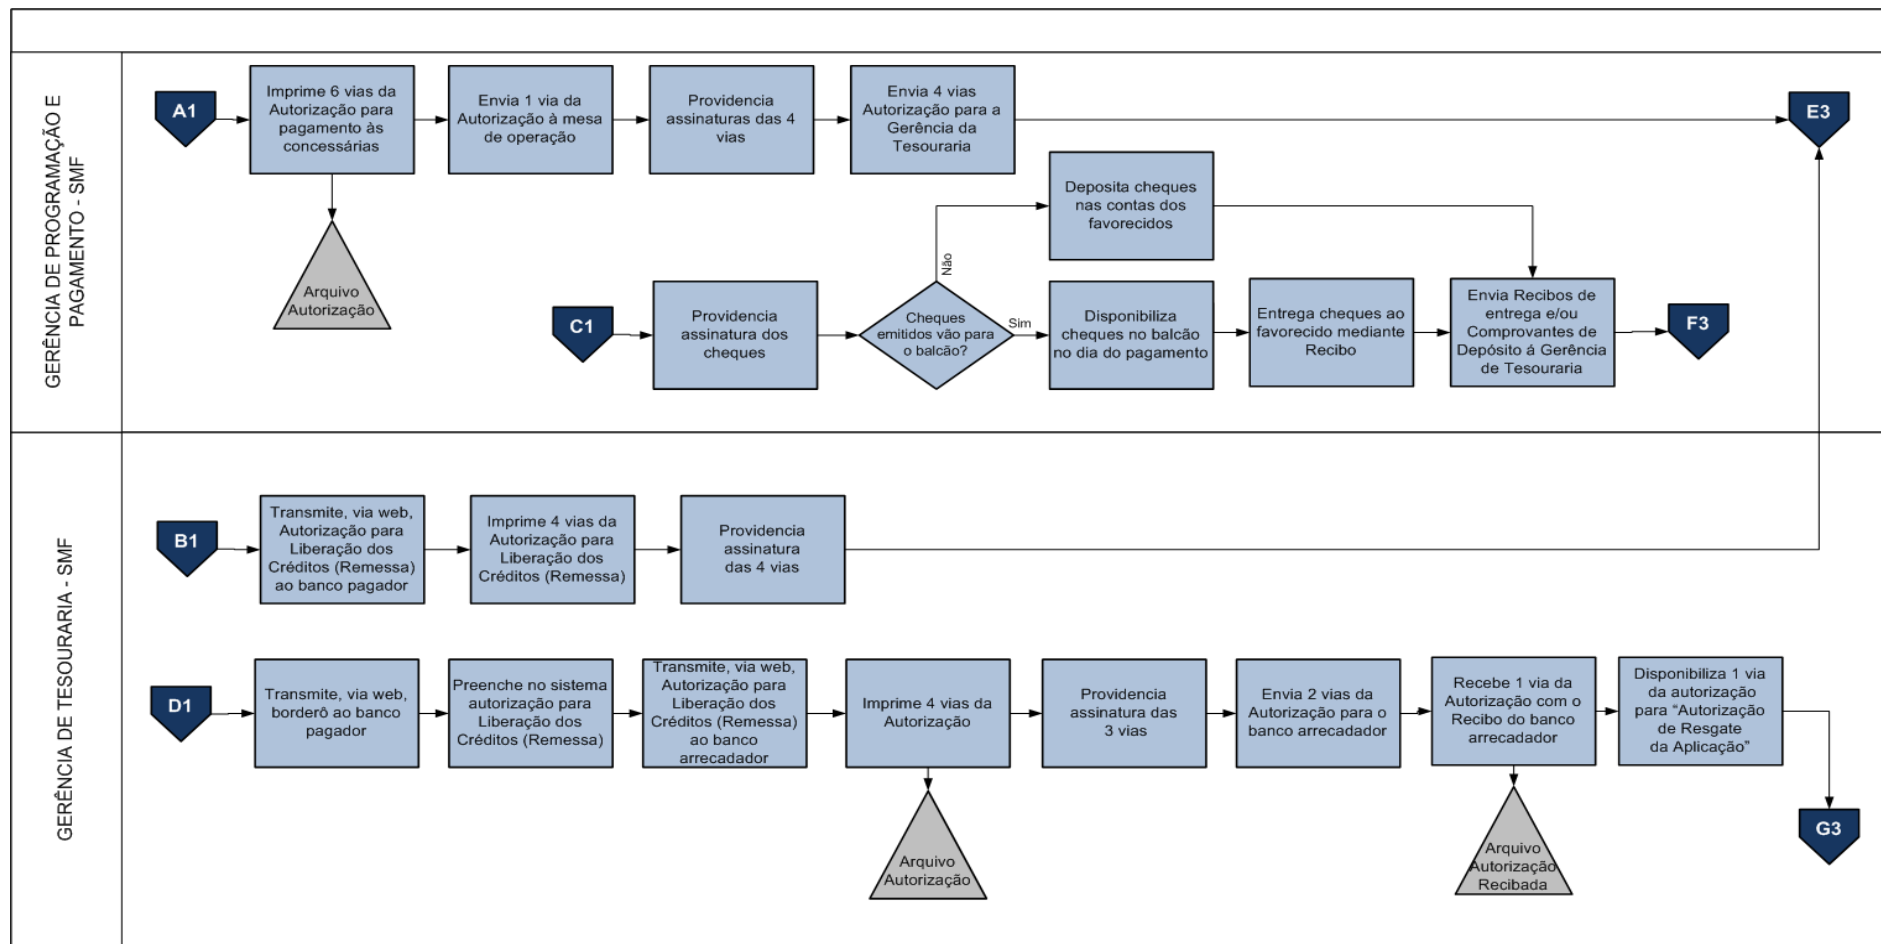 GERÊNCIA DE PROGRAMAÇÃO E
PAGAMENTO - SMF
A1
Imprime 6 vias da
Autorização para
pagamento às
concessárias
Envia 1 via da
Autorização à mesa
de operação
Providencia
assinaturas das 4
vias
Envia 4 vias
Autorização para a
Gerência da
Tesouraria
E3
Arquivo
Autorização
Deposita cheques
nas contas dos
favorecidos
Não
C1
Providencia
assinatura dos
cheques
Cheques
emitidos vão para
o balcão?
Sim
Disponibiliza
cheques no balcão
no dia do pagamento
Entrega cheques ao
favorecido mediante
Recibo
Envia Recibos de
entrega e/ou
Comprovantes de
Depósito á Gerência
de Tesouraria
F3
GERÊNCIA DE TESOURARIA - SMF
B1
Transmite, via web,
Autorização para
Liberação dos
Créditos (Remessa)
ao banco pagador
Imprime 4 vias da
Autorização para
Liberação dos
Créditos (Remessa)
Providencia
assinatura
das 4 vias
D1
Transmite, via web,
borderô ao banco
pagador
Preenche no sistema
autorização para
Liberação dos
Créditos (Remessa)
Transmite, via web,
Autorização para
Liberação dos
Créditos (Remessa)
ao banco
arrecadador
Imprime 4 vias da
Autorização
Providencia
assinatura das
3 vias
Envia 2 vias da
Autorização para o
banco arrecadador
Recebe 1 via da
Autorização com o
Recibo do banco
arrecadador
Disponibiliza 1 via
da autorização
para “Autorização
de Resgate
da Aplicação”
G3
Arquivo
Autorização
Arquivo
Autorização
Recibada